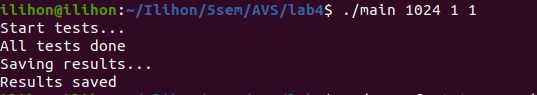 ilihon@ilihon:~/Ilihon/5sem/AVS/lab4$ ./main 1024 1 1
Start tests...
All tests done
Saving results...
Results saved